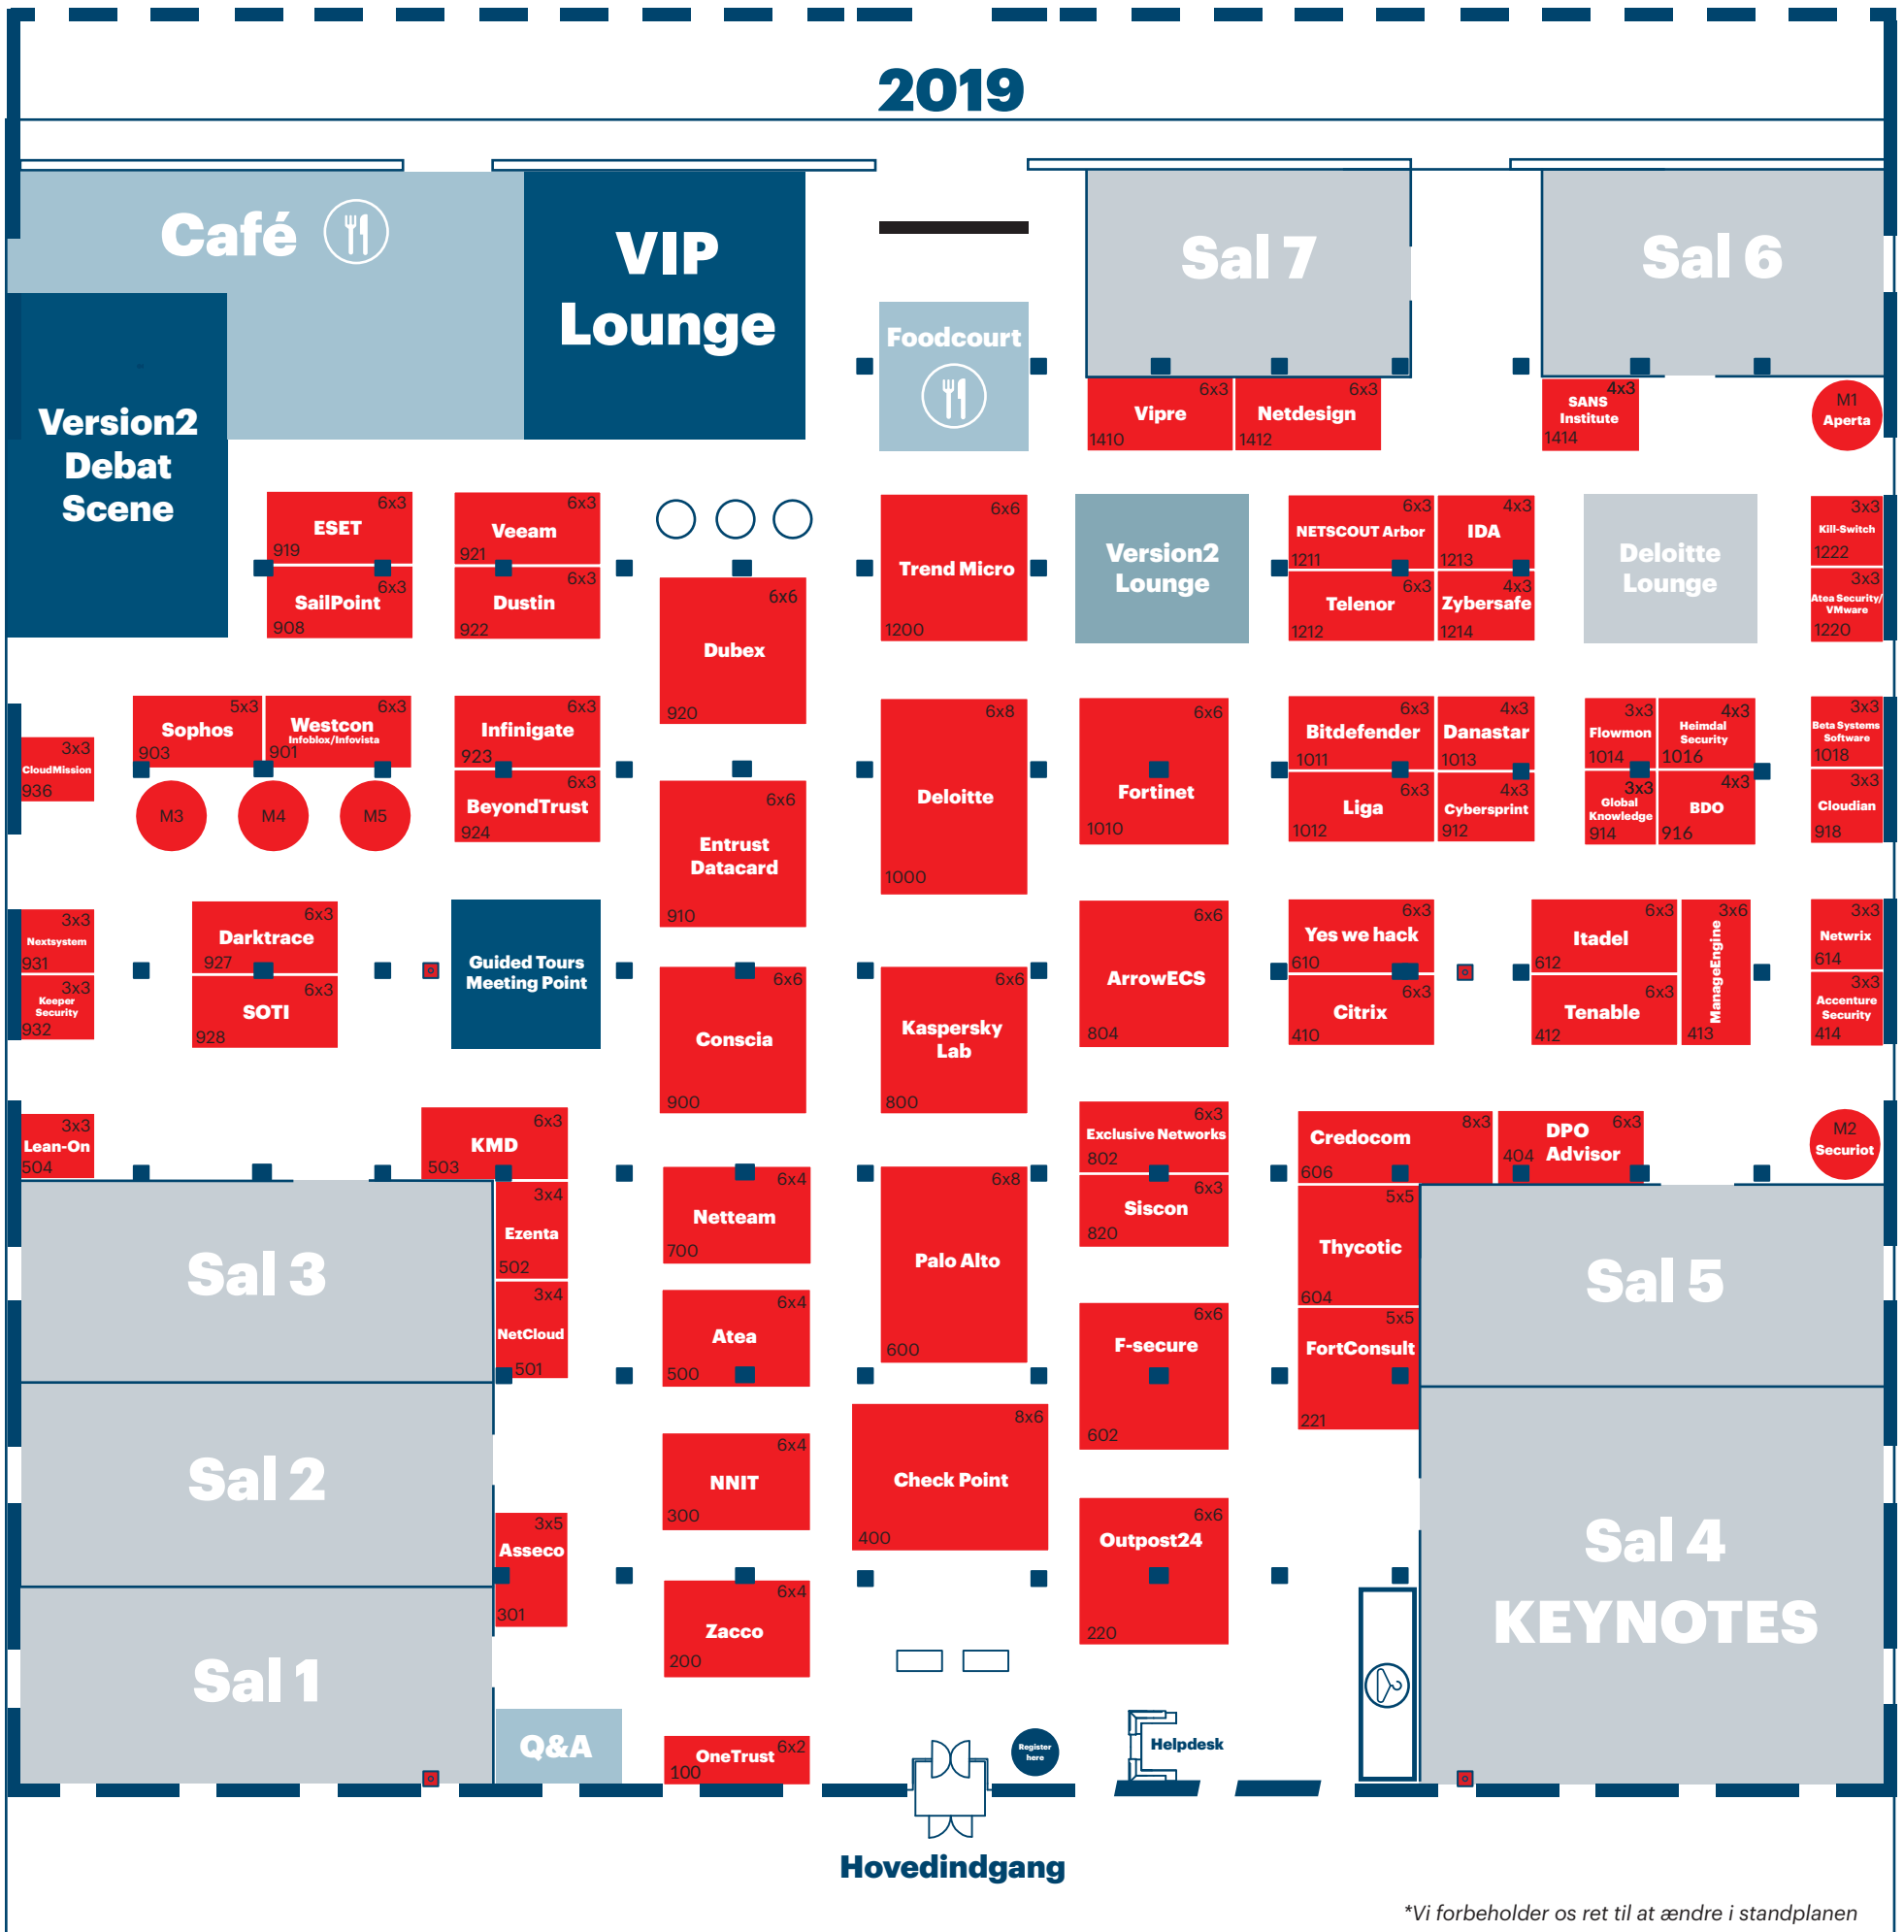 2019
Café
VIP
Lounge
Sal 7
Sal 6
Foodcourt
Version2
Debat
Scene
6x3
Vipre
1410
6x3
Netdesign
1412
4x3
SANS
Institute
1414
M1
Aperta
6x3
ESET
919
6x3
SailPoint
908
6x3
Veeam
921
6x3
Dustin
922
6x6
Dubex
920
6x6
Trend Micro
1200
Version2
Lounge
6x3
NETSCOUT Arbor
1211
4x3
IDA
1213
6x3
Telenor
1212
4x3
Zybersafe
1214
Deloitte
Lounge
3x3
Kill-Switch
1222
3x3
Atea Security/
VMware
1220
3x3
CloudMission
936
5x3
Sophos
903
6x3
Westcon
Infoblox/Infovista
901
M3
M4
M5
6x3
Infinigate
923
6x3
BeyondTrust
924
6x6
Entrust
Datacard
910
6x8
Deloitte
1000
6x6
Fortinet
1010
6x3
Bitdefender
1011
4x3
Danastar
1013
6x3
Liga
1012
4x3
Cybersprint
912
3x3
Flowmon
1014
4x3
Heimdal
Security
1016
3x3
Global
Knowledge
914
4x3
BDO
916
3x3
Beta Systems
Software
1018
3x3
Cloudian
918
3x3
Nextsystem
931
3x3
Keeper
Security
932
6x3
Darktrace
927
6x3
SOTI
928
Guided Tours
Meeting Point
6x6
Conscia
900
6x6
Kaspersky
Lab
800
6x6
ArrowECS
804
6x3
Yes we hack
610
6x3
Citrix
410
6x3
Itadel
612
6x3
Tenable
412
3x6
ManageEngine
413
3x3
Netwrix
614
3x3
Accenture
Security
414
3x3
Lean-On
504
6x3
KMD
503
3x4
Ezenta
502
3x4
NetCloud
501
6x4
Netteam
700
6x4
Atea
500
6x8
Palo Alto
600
6x3
Exclusive Networks
802
6x3
Siscon
820
8x3
Credocom
606
6x3
DPO
Advisor
404
M2
Securiot
5x5
Thycotic
604
5x5
FortConsult
221
6x6
F-secure
602
Sal 3
Sal 5
Sal 2
6x4
NNIT
300
8x6
Check Point
400
6x6
Outpost24
220
Sal 4
KEYNOTES
3x5
Asseco
301
6x4
Zacco
200
Sal 1
Q&A
6x2
OneTrust
100
Register
here
Helpdesk
Hovedindgang
*Vi forbeholder os ret til at ændre i standplanen